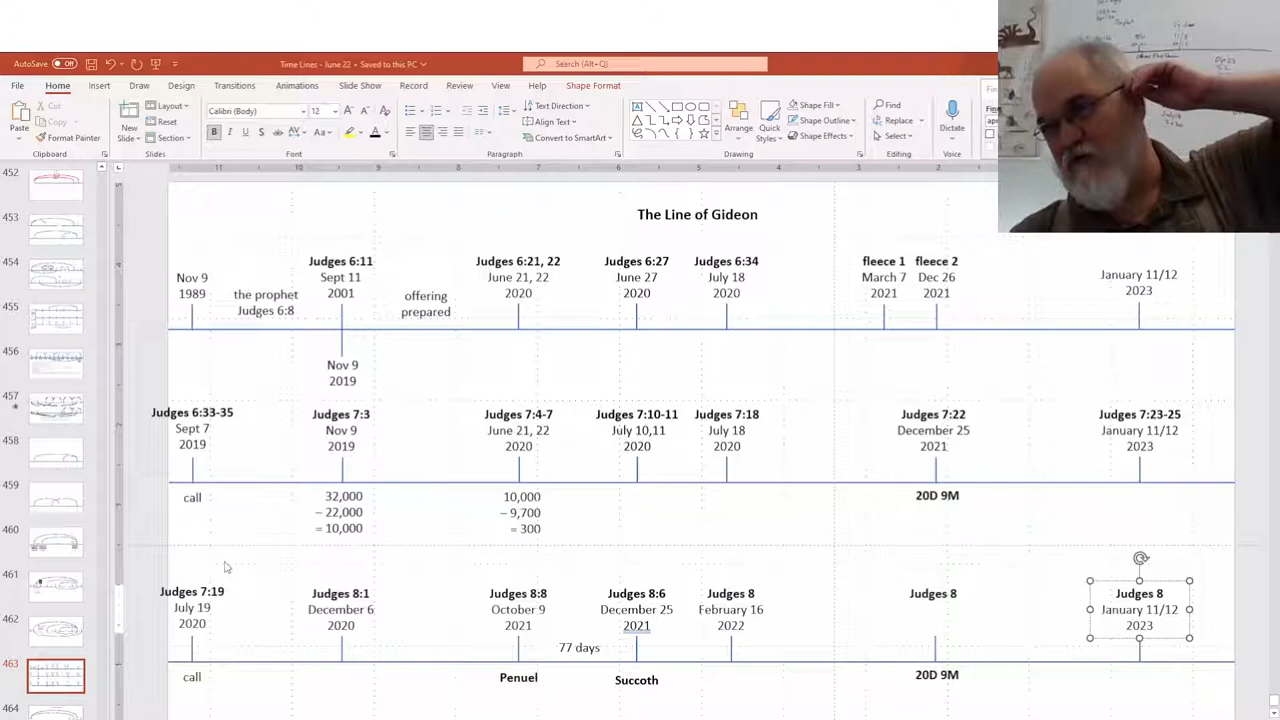 AutoSave Off
Time Lines - June 22 - Saved to this PC
Search (Alt+Q)
File Home Insert Draw Design Transitions Animations Slide Show Record Review View Help Shape Format
Paste
Cut
Copy
Format Painter
Clipboard
New
Slide
Layout
Reset
Section
Slides
Calibri (Body) 12
Font
Paragraph
Text Direction
Align Text
Convert to SmartArt
Arrange
Quick
Styles
Shape Fill
Shape Outline
Shape Effects
Drawing
Find
Replace
Select
Editing
Dictate
Voice
11 10 9 8 7 6 5 4 3 2 1
452
453
454
455
456
457
458
459
460
461
462
463
464
The Line of Gideon
Nov 9
1989
the prophet
Judges 6:8
Judges 6:11
Sept 11
2001
offering
prepared
Judges 6:21, 22
June 21, 22
2020
Judges 6:27
June 27
2020
Judges 6:34
July 18
2020
fleece 1
March 7
2021
fleece 2
Dec 26
2021
January 11/12
2023
Nov 9
2019
Judges 6:33-35
Sept 7
2019
call
Judges 7:3
Nov 9
2019
32,000
– 22,000
= 10,000
Judges 7:4-7
June 21, 22
2020
10,000
– 9,700
= 300
Judges 7:10-11
July 10,11
2020
Judges 7:18
July 18
2020
Judges 7:22
December 25
2021
20D 9M
Judges 7:23-25
January 11/12
2023
Judges 7:19
July 19
2020
call
Judges 8:1
December 6
2020
Judges 8:8
October 9
2021
Penuel
77 days
Judges 8:6
December 25
2021
Succoth
Judges 8
February 16
2022
Judges 8
20D 9M
Judges 8
January 11/12
2023